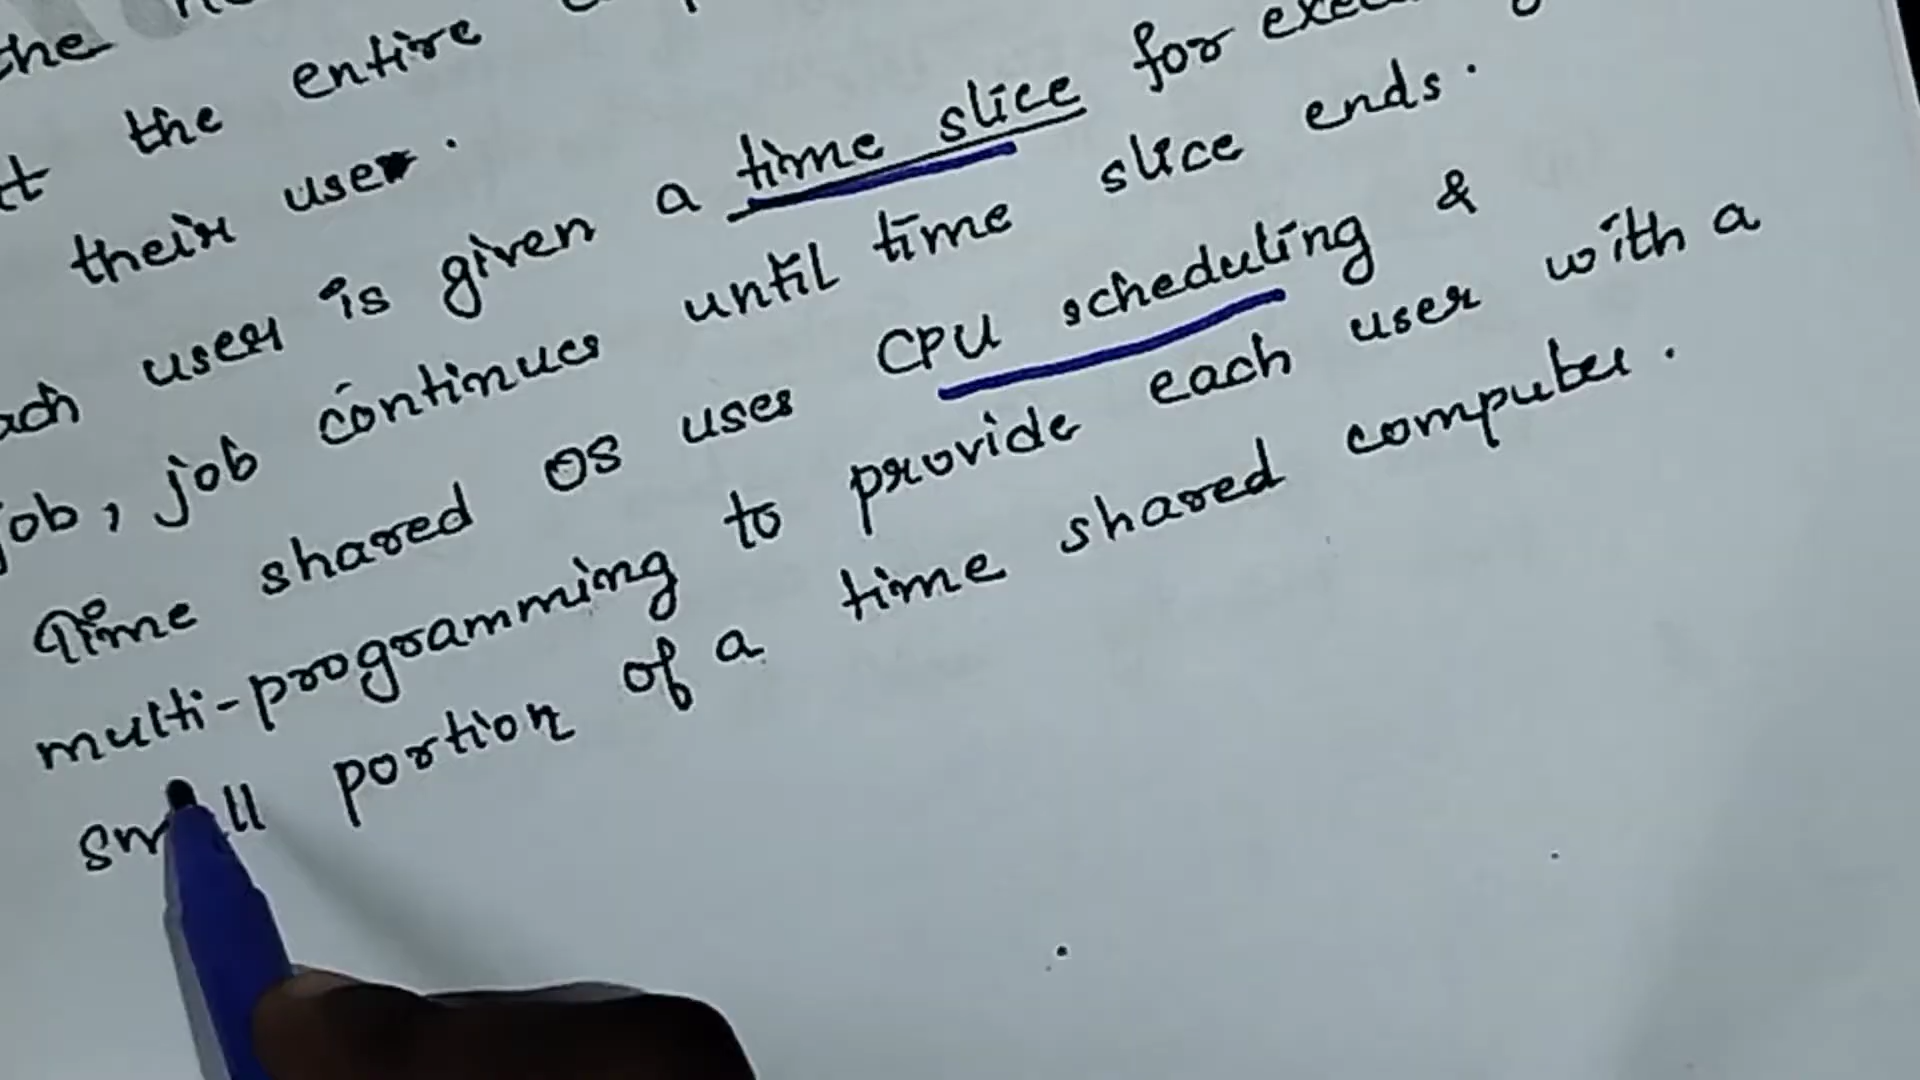 the
the entire
their user.
user is given a time slice for
job, job continues until time slice ends.
Time shared OS uses CPU scheduling &
multi-programming to provide each user with a
small portion of a time shared computer.